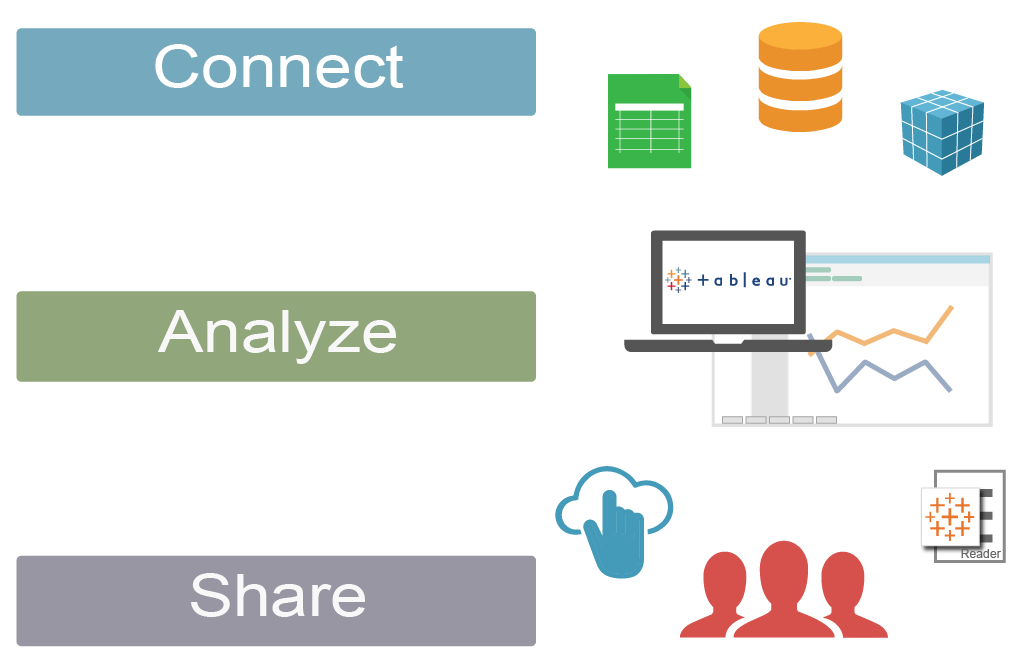 Connect
+ a b l e a u
Analyze
Share
Reader